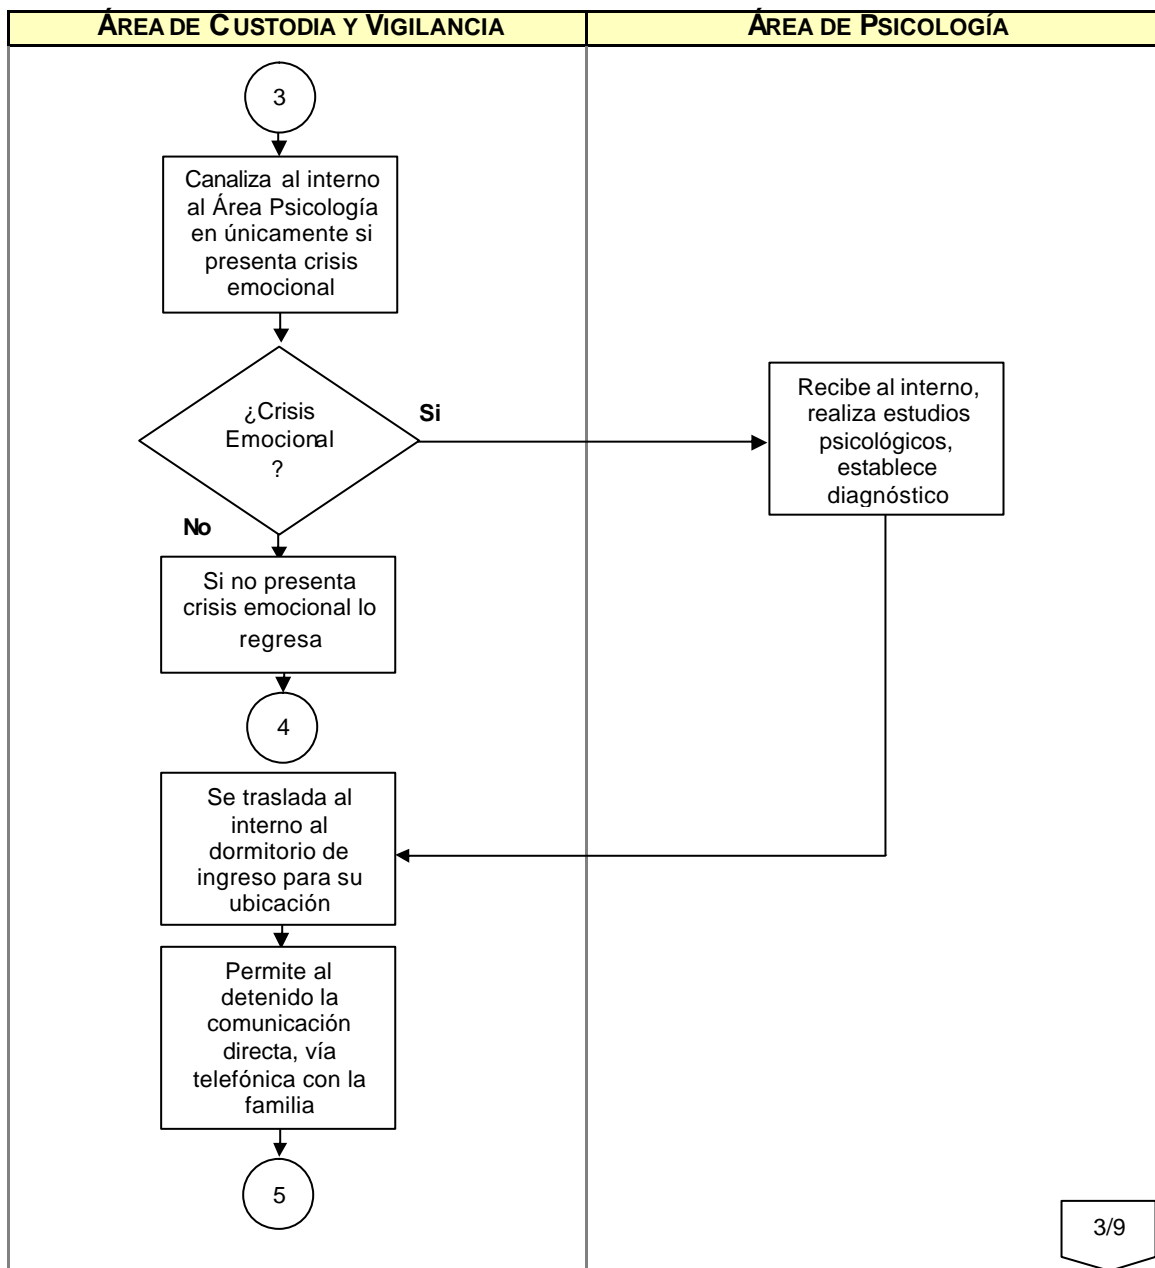 ÁREA DE CUSTODIA Y VIGILANCIA
ÁREA DE PSICOLOGÍA
3
Canaliza al interno
al Área Psicología
en únicamente si
presenta crisis
emocional
¿Crisis
Emocional
?
Si
No
Recibe al interno,
realiza estudios
psicológicos,
establece
diagnóstico
Si no presenta
crisis emocional lo
regresa
4
Se traslada al
interno al
dormitorio de
ingreso para su
ubicación
Permite al
detenido la
comunicación
directa, vía
telefónica con la
familia
5
3/9